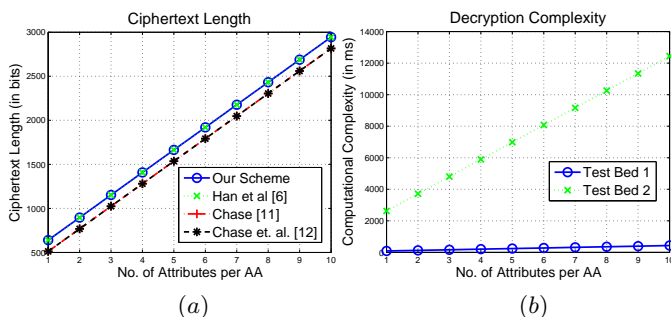 Ciphertext Length
Ciphertext Length (in bits)
3000
2500
2000
1500
1000
500
1 2 3 4 5 6 7 8 9 10
No. of Attributes per AA
Our Scheme
Han et al [6]
Chase [11]
Chase et. al. [12]
(a)
Decryption Complexity
Computational Complexity (in ms)
14000
12000
10000
8000
6000
4000
2000
0
1 2 3 4 5 6 7 8 9 10
No. of Attributes per AA
Test Bed 1
Test Bed 2
(b)